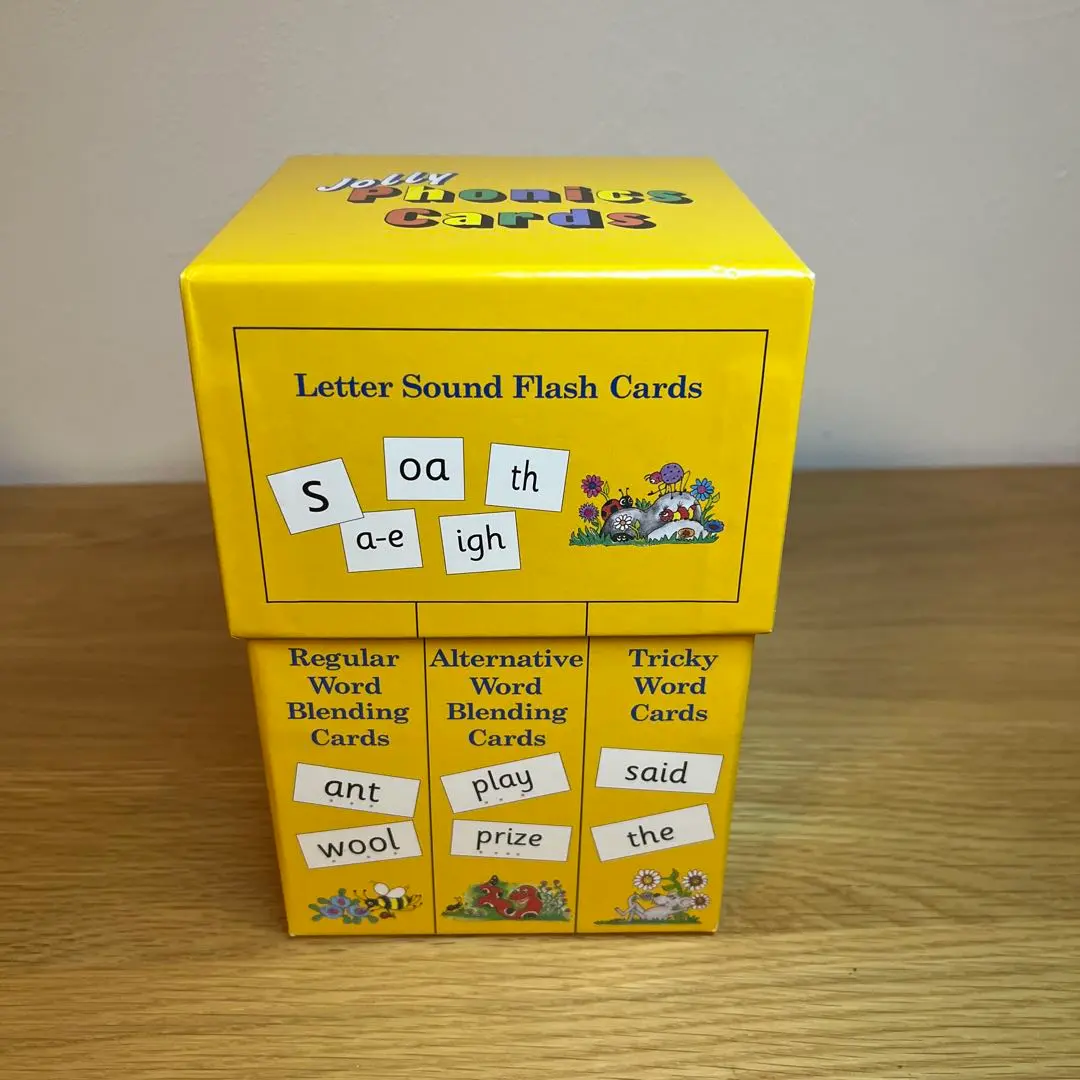 Jolly
Phonics
Cards
Letter Sound Flash Cards
s
oa
th
a-e
igh
Regular
Word
Blending
Cards
ant
wool
Alternative
Word
Blending
Cards
play
prize
Tricky
Word
Cards
said
the